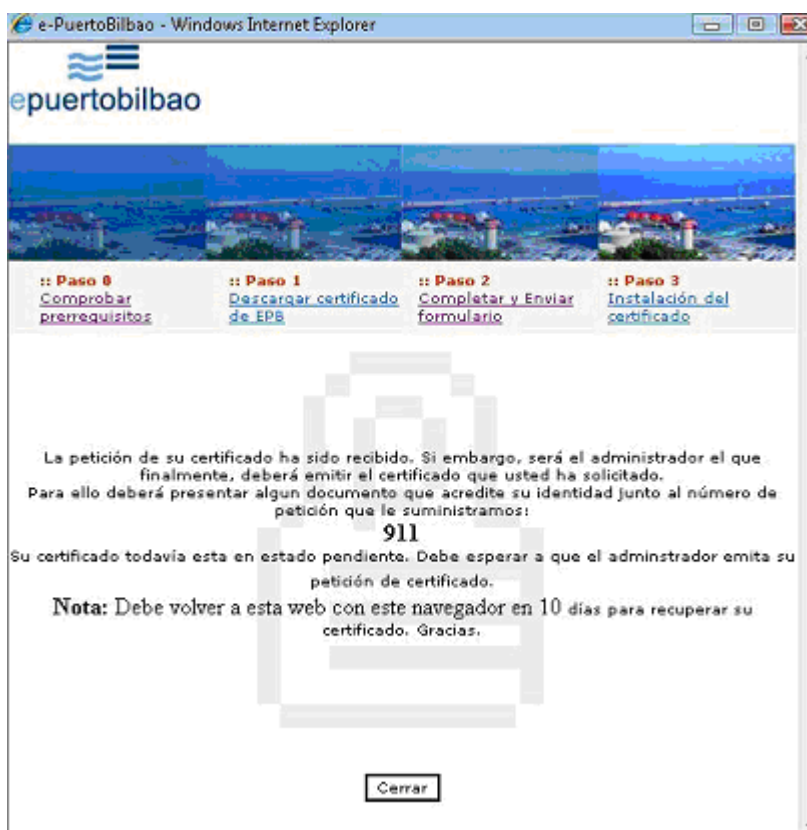 e-PuertoBilbao - Windows Internet Explorer
epuertobilbao
:: Paso 0
Comprobar
prerrequisitos
:: Paso 1
Descargar certificado
de EPB
:: Paso 2
Completar y Enviar
formulario
:: Paso 3
Instalación del
certificado
La petición de su certificado ha sido recibido. Si embargo, será el administrador el que
finalmente, deberá emitir el certificado que usted ha solicitado.
Para ello deberá presentar algun documento que acredite su identidad junto al número de
petición que le suministramos:
911
Su certificado todavía esta en estado pendiente. Debe esperar a que el adminstrador emita su
petición de certificado.
Nota: Debe volver a esta web con este navegador en 10 días para recuperar su
certificado. Gracias.
Cerrar